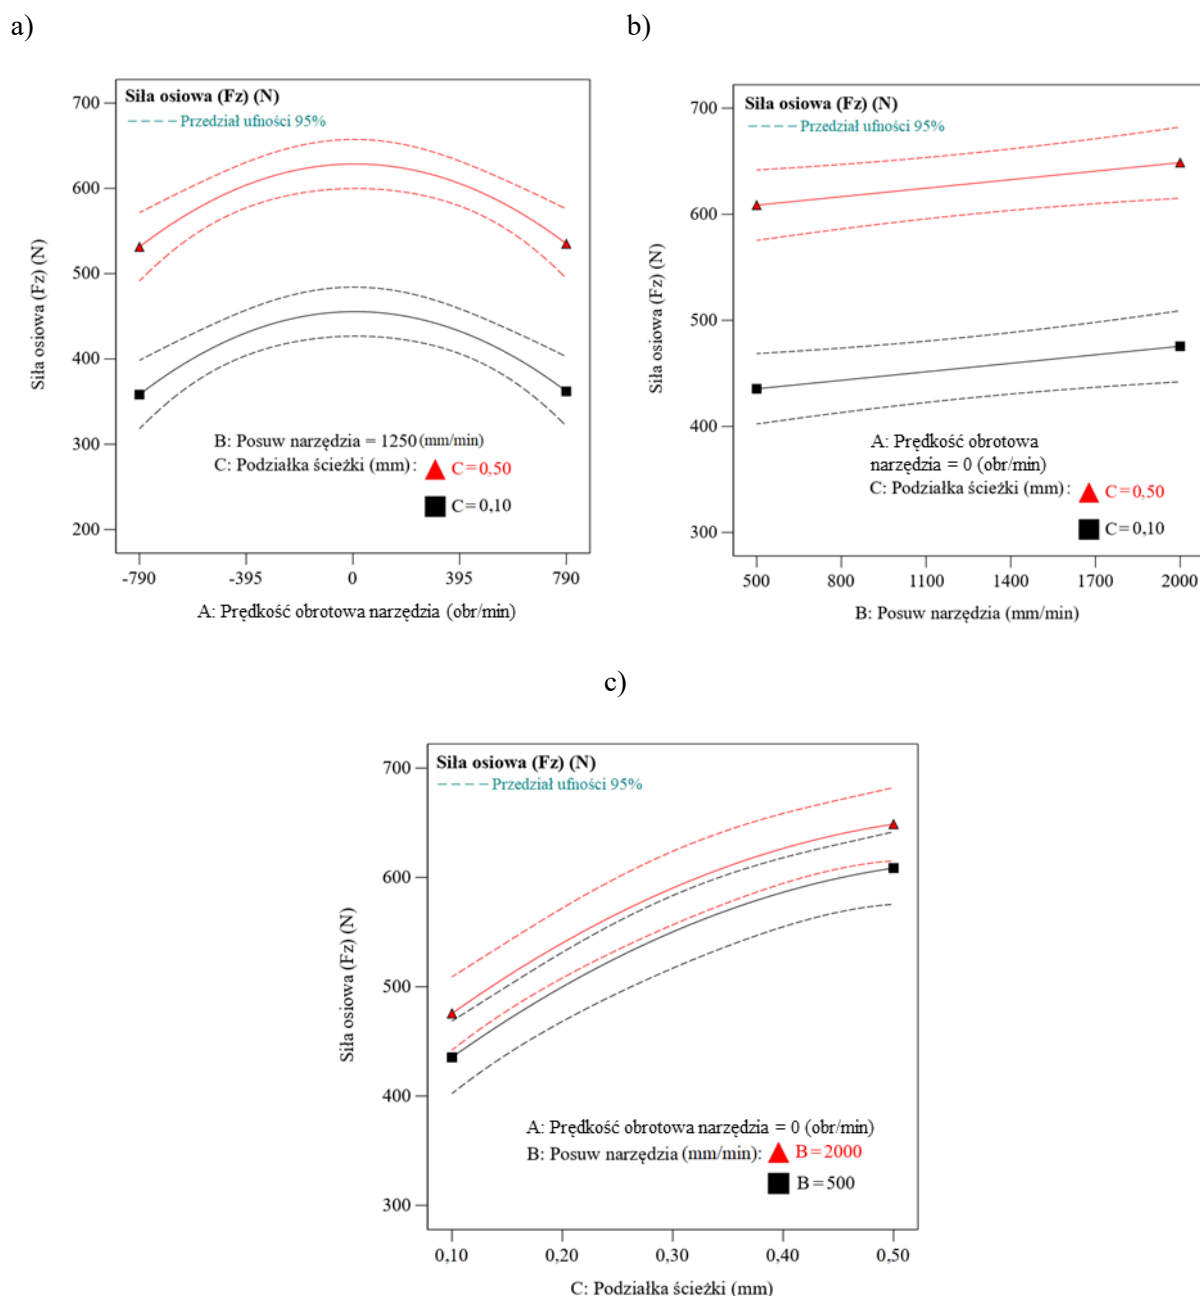 a)
Siła osiowa (Fz) (N)
Przedział ufności 95%
700
600
500
400
300
200
Siła osiowa (Fz) (N)
B: Posuw narzędzia = 1250 (mm/min)
C: Podziałka ścieżki (mm) :
C=0,50
C=0,10
-790
-395
0
395
790
A: Prędkość obrotowa narzędzia (obr/min)
b)
Siła osiowa (Fz) (N)
Przedział ufności 95%
700
600
500
400
300
Siła osiowa (Fz) (N)
A: Prędkość obrotowa
narzędzia = 0 (obr/min)
C: Podziałka ścieżki (mm) :
C=0,50
C=0,10
500
800
1100
1400
1700
2000
B: Posuw narzędzia (mm/min)
c)
Siła osiowa (Fz) (N)
Przedział ufności 95%
700
600
500
400
300
Siła osiowa (Fz) (N)
A: Prędkość obrotowa narzędzia = 0 (obr/min)
B: Posuw narzędzia (mm/min):
B=2000
B=500
0,10
0,20
0,30
0,40
0,50
C: Podziałka ścieżki (mm)